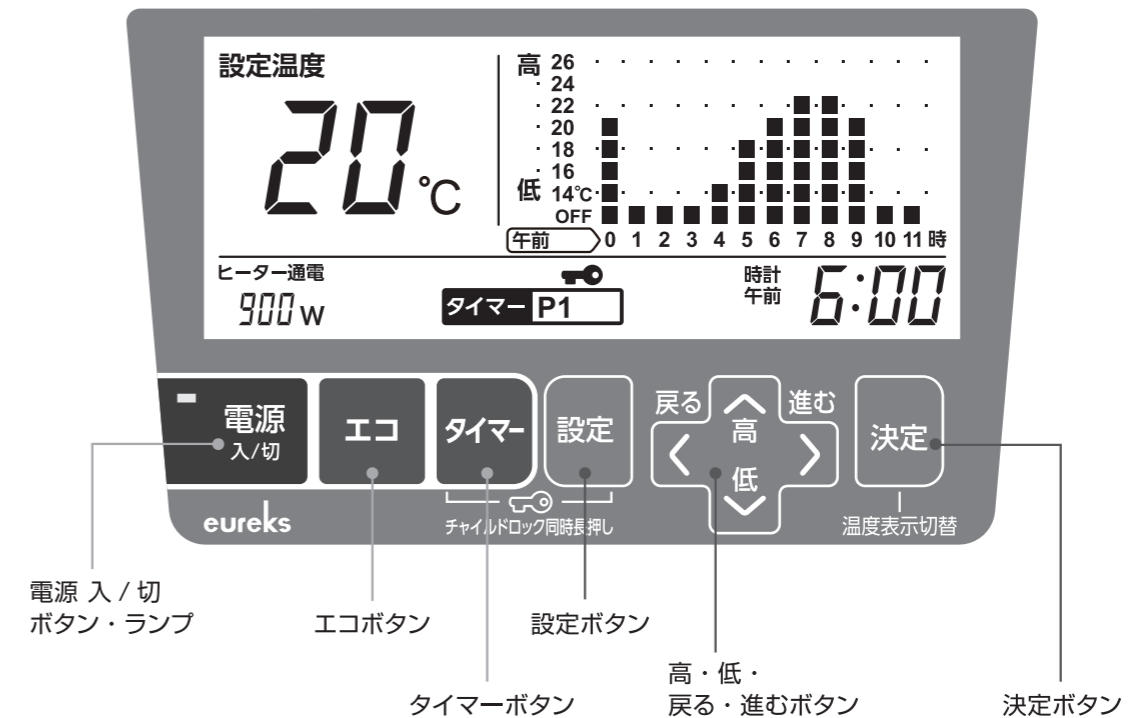 設定温度
20℃
高 26
24
22
20
18
16
低 14℃
OFF
午前 0 1 2 3 4 5 6 7 8 9 10 11 時
ヒーター通電
900 W
タイマー P1
時計
午前
6:00
電源
入/切
エコ
タイマー
設定
戻る
進む
高
低
決定
eureks
チャイルドロック同時長押し
温度表示切替
電源 入 / 切
ボタン・ランプ
エコボタン
設定ボタン
タイマーボタン
高・低・
戻る・進むボタン
決定ボタン